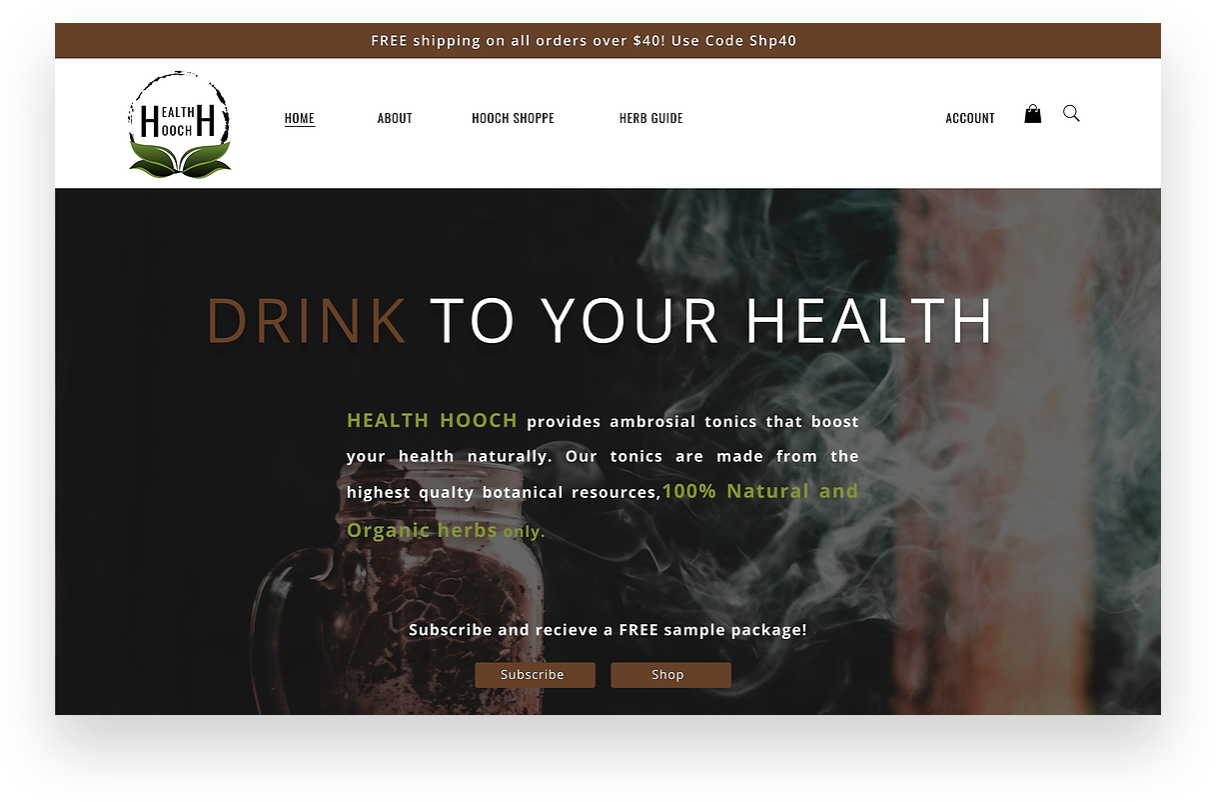 FREE shipping on all orders over $40! Use Code Shp40
HEALTH
HOOCH
HOME
ABOUT
HOOCH SHOPPE
HERB GUIDE
ACCOUNT
DRINK TO YOUR HEALTH
HEALTH HOOCH provides ambrosial tonics that boost
your health naturally. Our tonics are made from the
highest qualty botanical resources,100% Natural and
Organic herbs only.
Subscribe and recieve a FREE sample package!
Subscribe
Shop